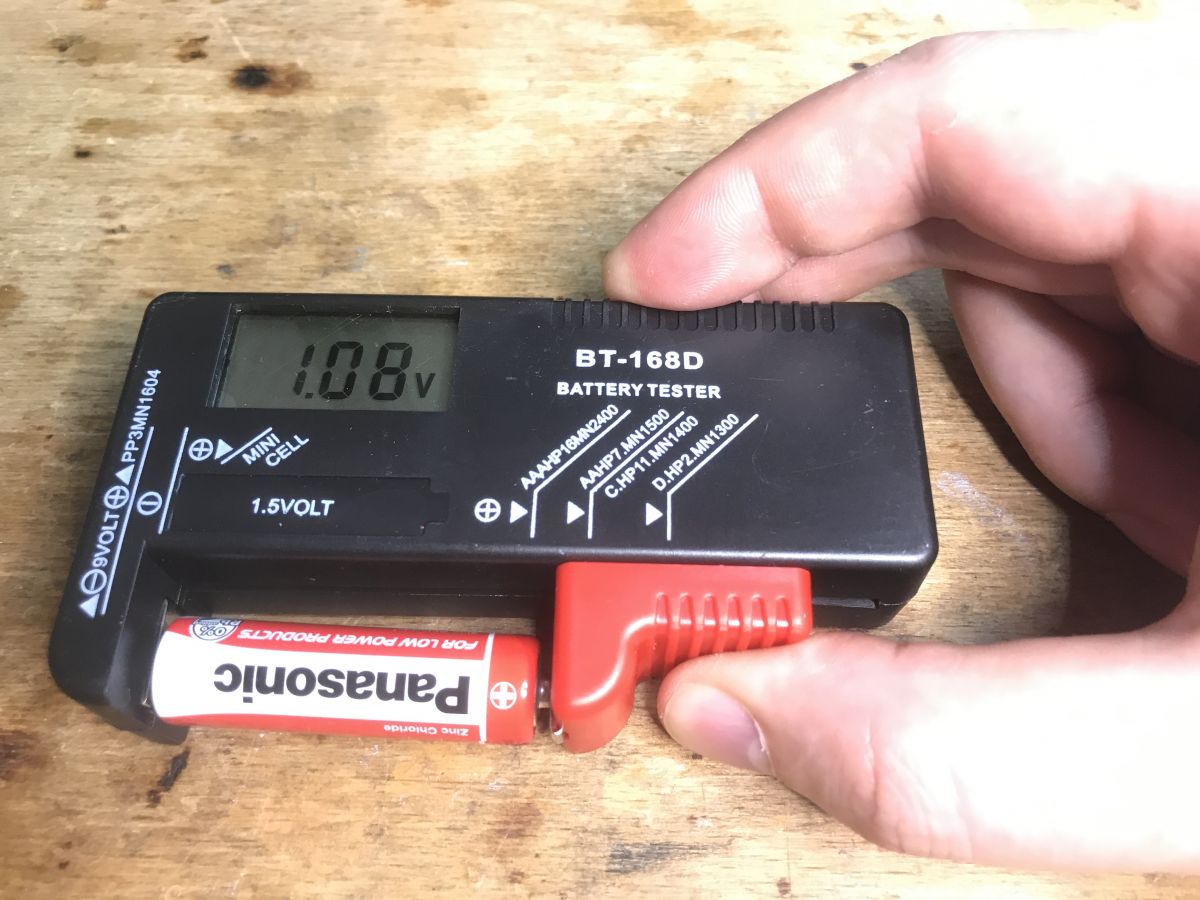 1.08V
BT-168D
BATTERY TESTER
AAAHP16MN2400
AAHP7.MN1500
C.HP11.MN1400
D.HP2.MN1300
MINI
CELL
1.5VOLT
9VOLT
PP3MN1604
FOR LOW POWER PRODUCTS
Panasonic
Zinc Chloride
0%